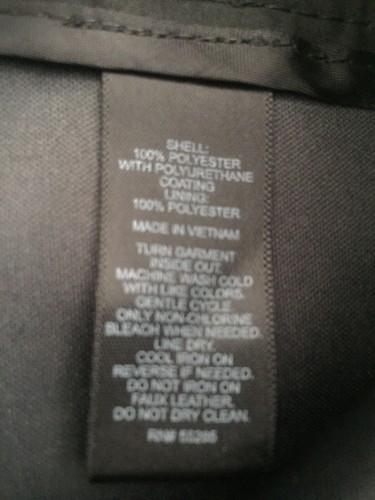 SHELL:
100% POLYESTER
WITH POLYURETHANE
COATING
LINING:
100% POLYESTER
MADE IN VIETNAM
TURN GARMENT
INSIDE OUT.
MACHINE WASH COLD
WITH LIKE COLORS.
GENTLE CYCLE.
ONLY NON-CHLORINE
BLEACH WHEN NEEDED.
LINE DRY.
COOL IRON ON
REVERSE IF NEEDED.
DO NOT IRON ON
FAUX LEATHER.
DO NOT DRY CLEAN.
RN#